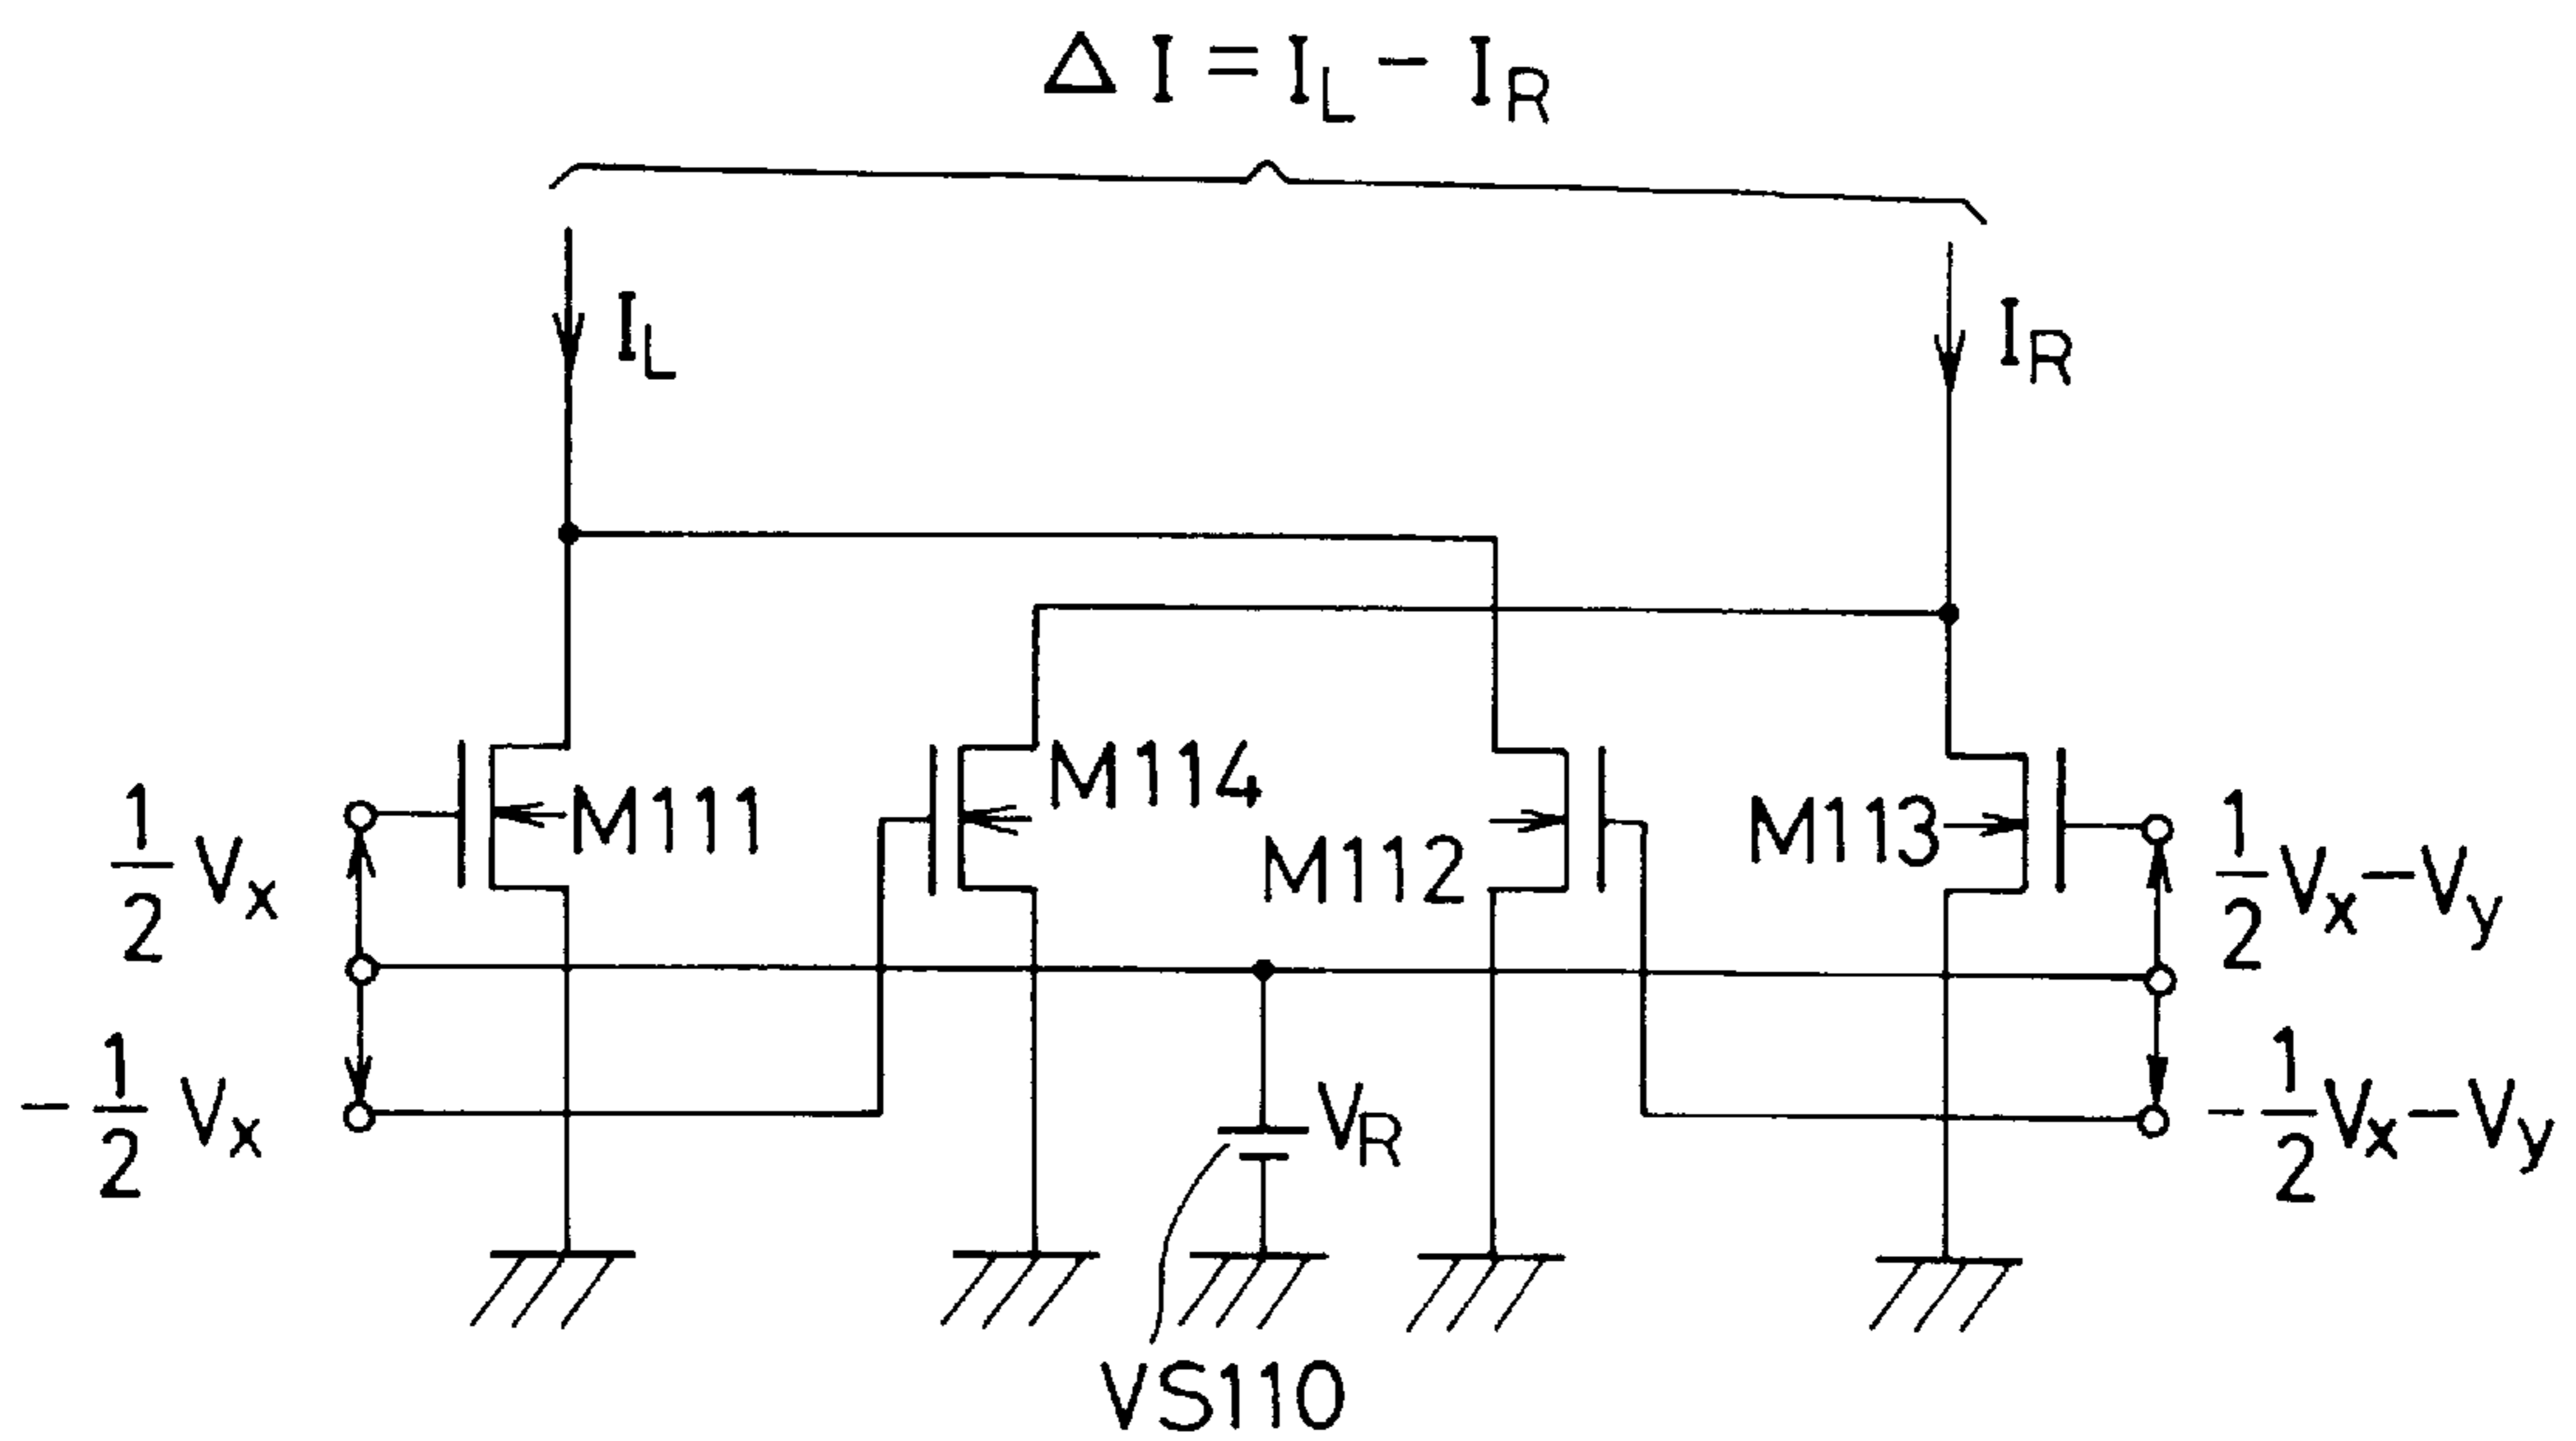 Δ I = I_L − I_R
I_L
I_R
M111
M114
M112
M113
1/2 V_x
1/2 V_x − V_y
− 1/2 V_x
V_R
− 1/2 V_x − V_y
VS110